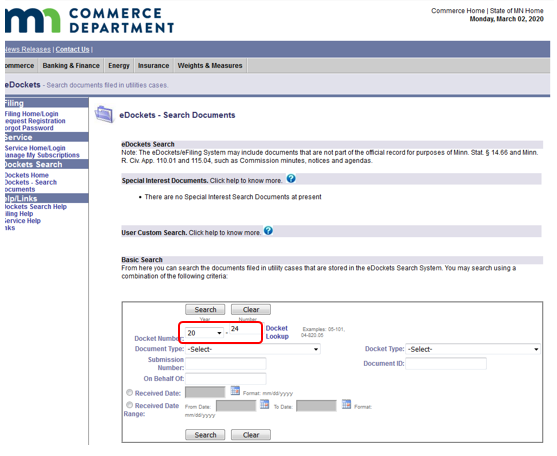 COMMERCE
DEPARTMENT
Commerce Home | State of MN Home
Monday, March 02, 2020
News Releases | Contact Us |
ommerce Banking & Finance Energy Insurance Weights & Measures
eDockets - Search documents filed in utilities cases.
Filing
Filing Home/Login
equest Registration
orgot Password
Service
Service Home/Login
Manage My Subscriptions
Dockets Search
Dockets Home
Dockets - Search
ocuments
elp/Links
Dockets Search Help
iling Help
Service Help
nks
eDockets - Search Documents
eDockets Search
Note: The eDockets/eFiling System may include documents that are not part of the official record for purposes of Minn. Stat. § 14.66 and Minn.
R. Civ. App. 110.01 and 115.04, such as Commission minutes, notices and agendas.
Special Interest Documents. Click help to know more. ?
• There are no Special Interest Search Documents at present
User Custom Search. Click help to know more. ?
Basic Search
From here you can search the documents filed in utility cases that are stored in the eDockets Search System. You may search using a
combination of the following criteria:
Search Clear
Year Number
Docket Number: 20 - 24 Docket Lookup Examples: 05-101, 04-820.05
Document Type: -Select- Docket Type: -Select-
Submission Number: Document ID:
On Behalf Of:
Received Date: Format: mm/dd/yyyy
Received Date Range: From Date: To Date: Format: mm/dd/yyyy
Search Clear